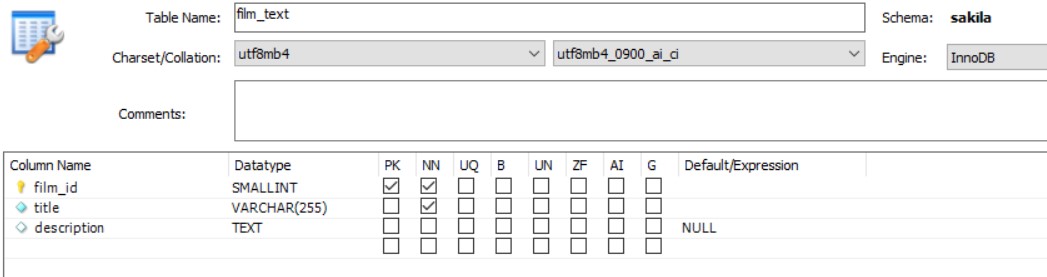 Table Name: film_text Schema: sakila
Charset/Collation: utf8mb4 utf8mb4_0900_ai_ci Engine: InnoDB
Comments:
Column Name Datatype PK NN UQ B UN ZF AI G Default/Expression
film_id SMALLINT
title VARCHAR(255)
description TEXT NULL